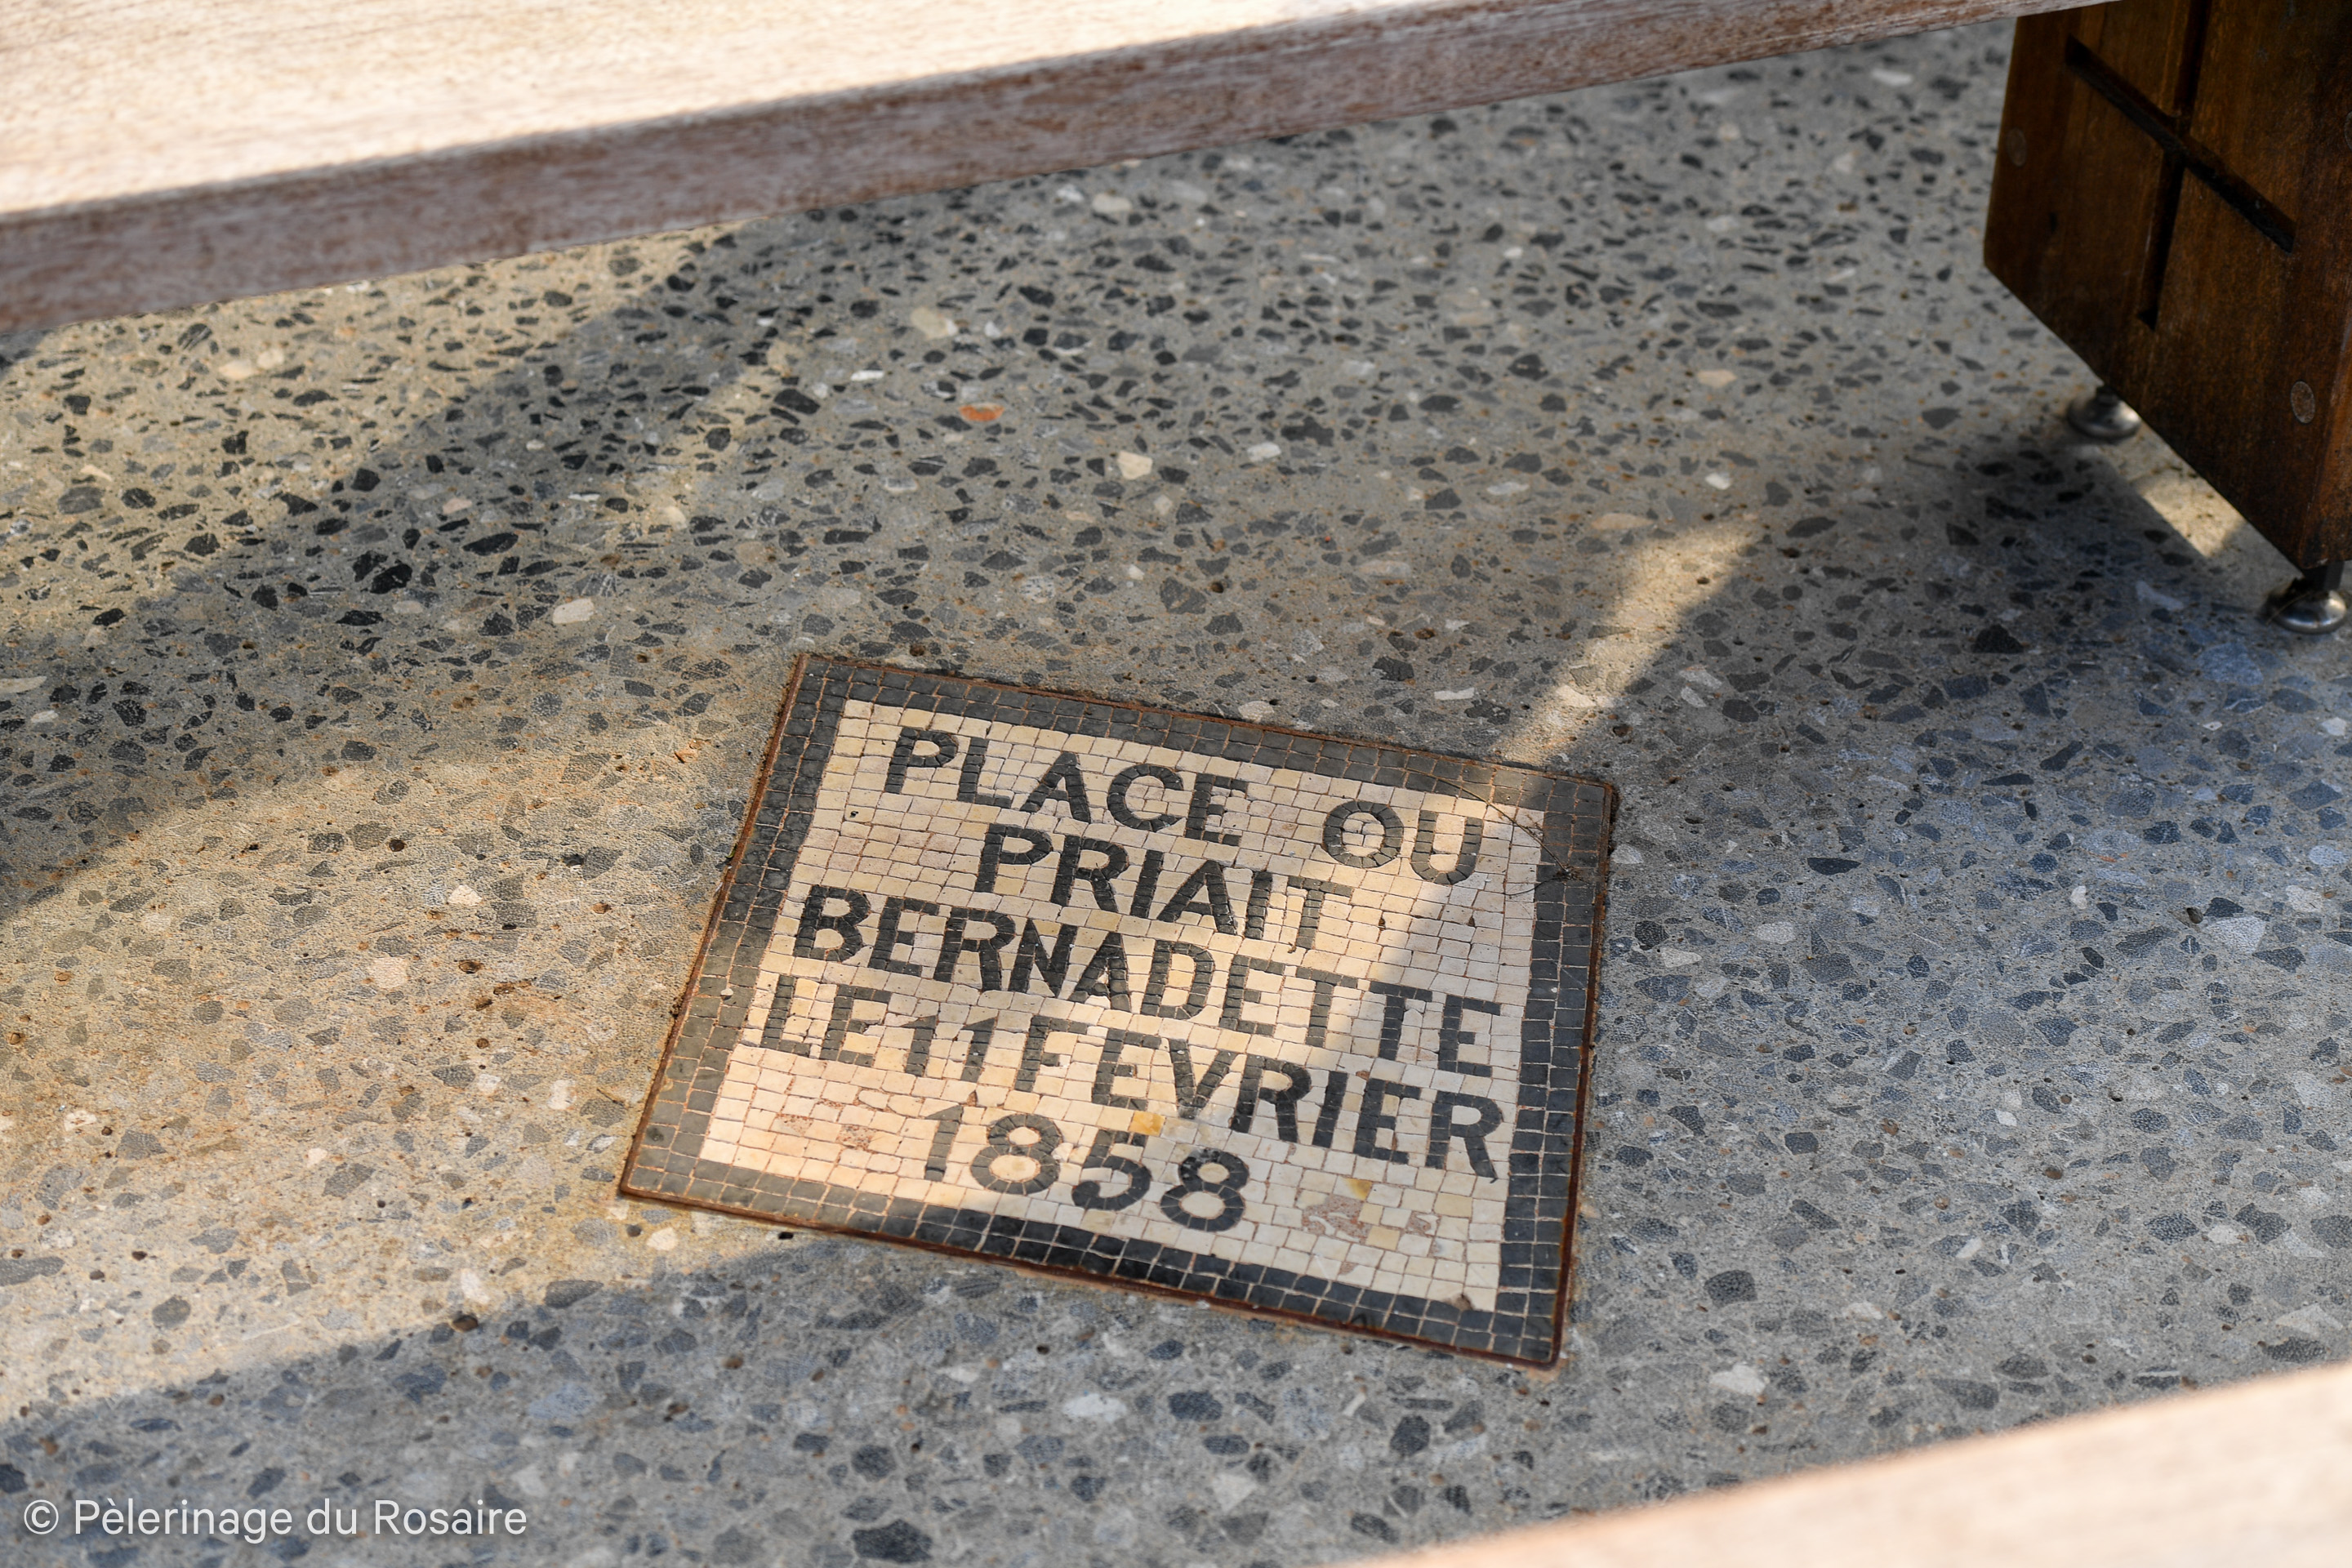 PLACE OU
PRIAIT
BERNADETTE
LE 11 FEVRIER
1858
© Pèlerinage du Rosaire